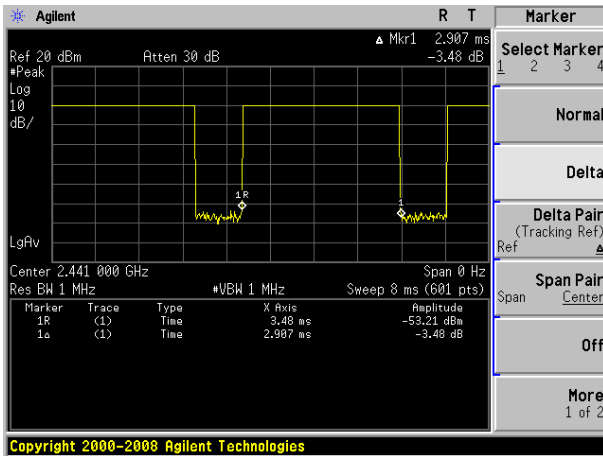 Agilent R T
Δ Mkr1 2.907 ms
Ref 20 dBm Atten 30 dB -3.48 dB
#Peak
Log
10
dB/
1R
1
LgAv
Center 2.441 000 GHz Span 0 Hz
Res BW 1 MHz #VBW 1 MHz Sweep 8 ms (601 pts)
Marker Trace Type X Axis Amplitude
1R (1) Time 3.48 ms -53.21 dBm
1Δ (1) Time 2.907 ms -3.48 dB
Copyright 2000-2008 Agilent Technologies
Marker
Select Marker
1 2 3 4
Normal
Delta
Delta Pair
(Tracking Ref)
Ref Δ
Span Pair
Span Center
Off
More
1 of 2